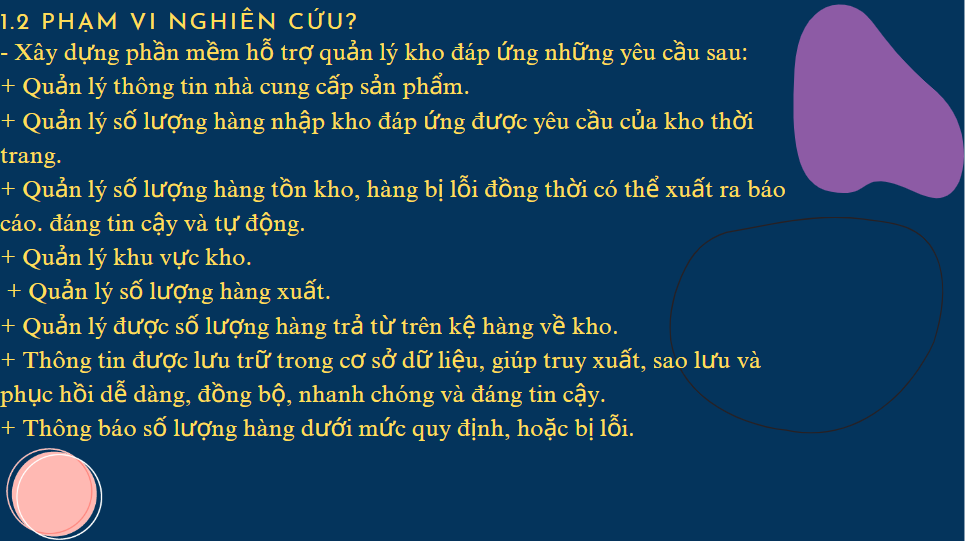 1.2 PHẠM VI NGHIÊN CỨU?
- Xây dựng phần mềm hỗ trợ quản lý kho đáp ứng những yêu cầu sau:
+ Quản lý thông tin nhà cung cấp sản phẩm.
+ Quản lý số lượng hàng nhập kho đáp ứng được yêu cầu của kho thời
trang.
+ Quản lý số lượng hàng tồn kho, hàng bị lỗi đồng thời có thể xuất ra báo
cáo. đáng tin cậy và tự động.
+ Quản lý khu vực kho.
+ Quản lý số lượng hàng xuất.
+ Quản lý được số lượng hàng trả từ trên kệ hàng về kho.
+ Thông tin được lưu trữ trong cơ sở dữ liệu, giúp truy xuất, sao lưu và
phục hồi dễ dàng, đồng bộ, nhanh chóng và đáng tin cậy.
+ Thông báo số lượng hàng dưới mức quy định, hoặc bị lỗi.